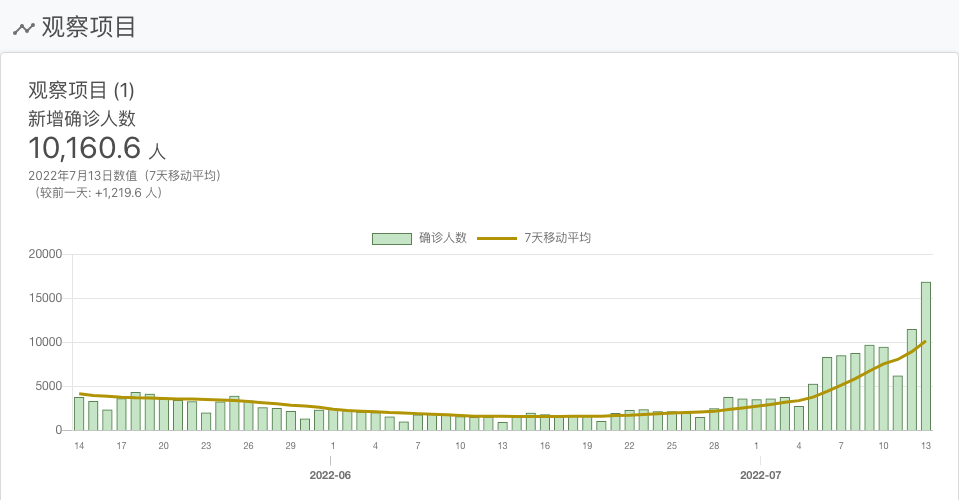 观察项目
观察项目 (1)
新增确诊人数
10,160.6 人
2022年7月13日数值（7天移动平均）
（较前一天: +1,219.6 人）
确诊人数 7天移动平均
20000
15000
10000
5000
0
14 17 20 23 26 29 1 4 7 10 13 16 19 22 25 28 1 4 7 10 13
2022-06 2022-07